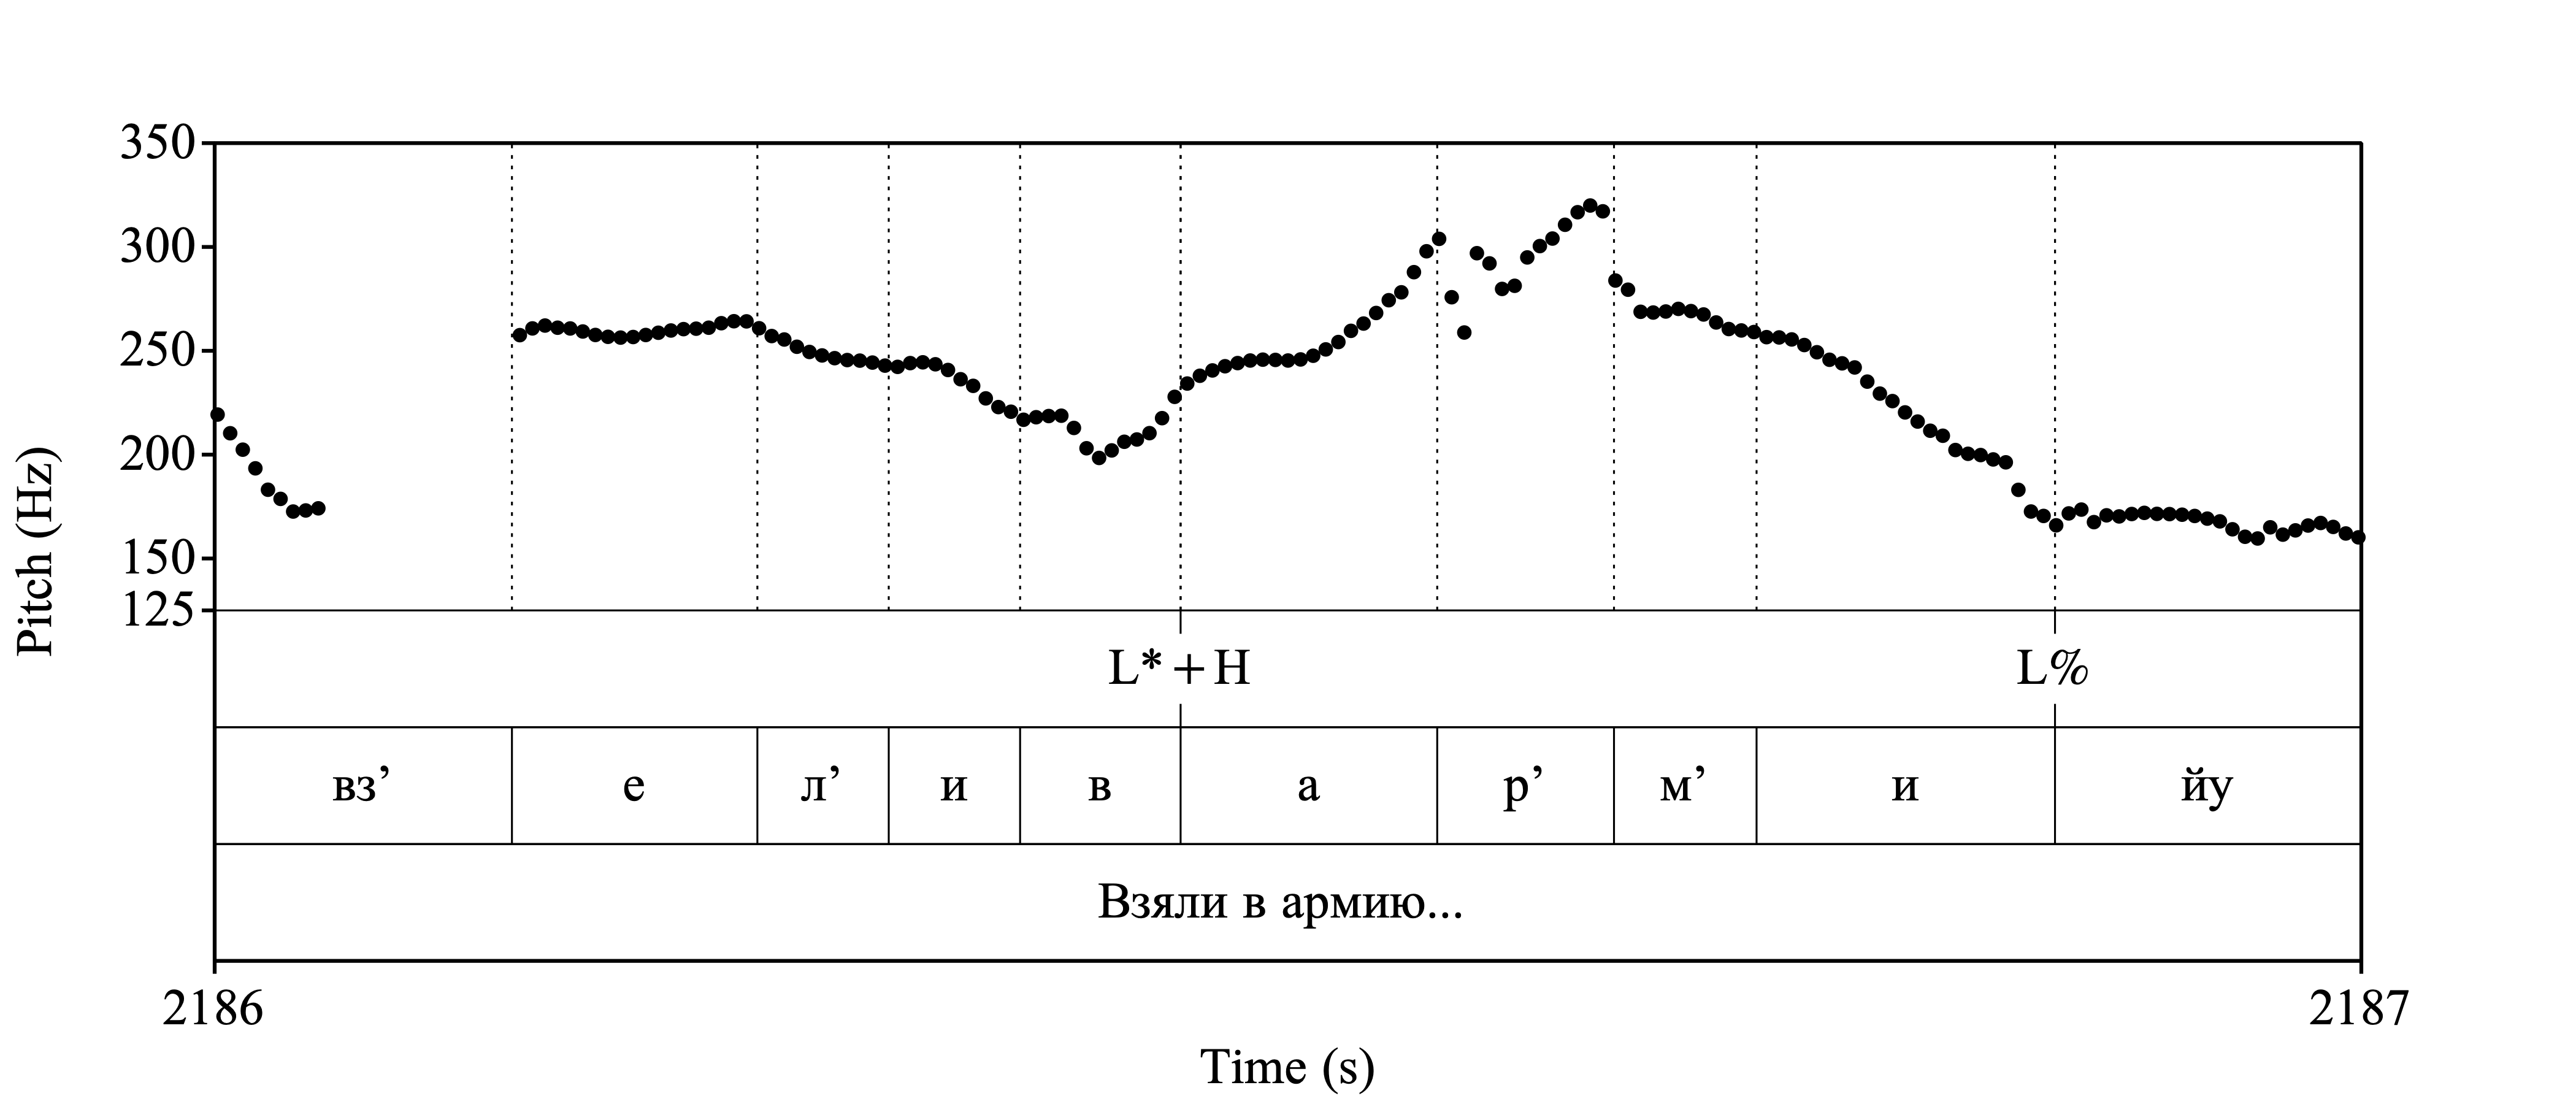 350
300
250
200
150
125
Pitch (Hz)
L*+H L%
вз’ е л’ и в а р’ м’ и йу
Взяли в армию...
2186 2187
Time (s)